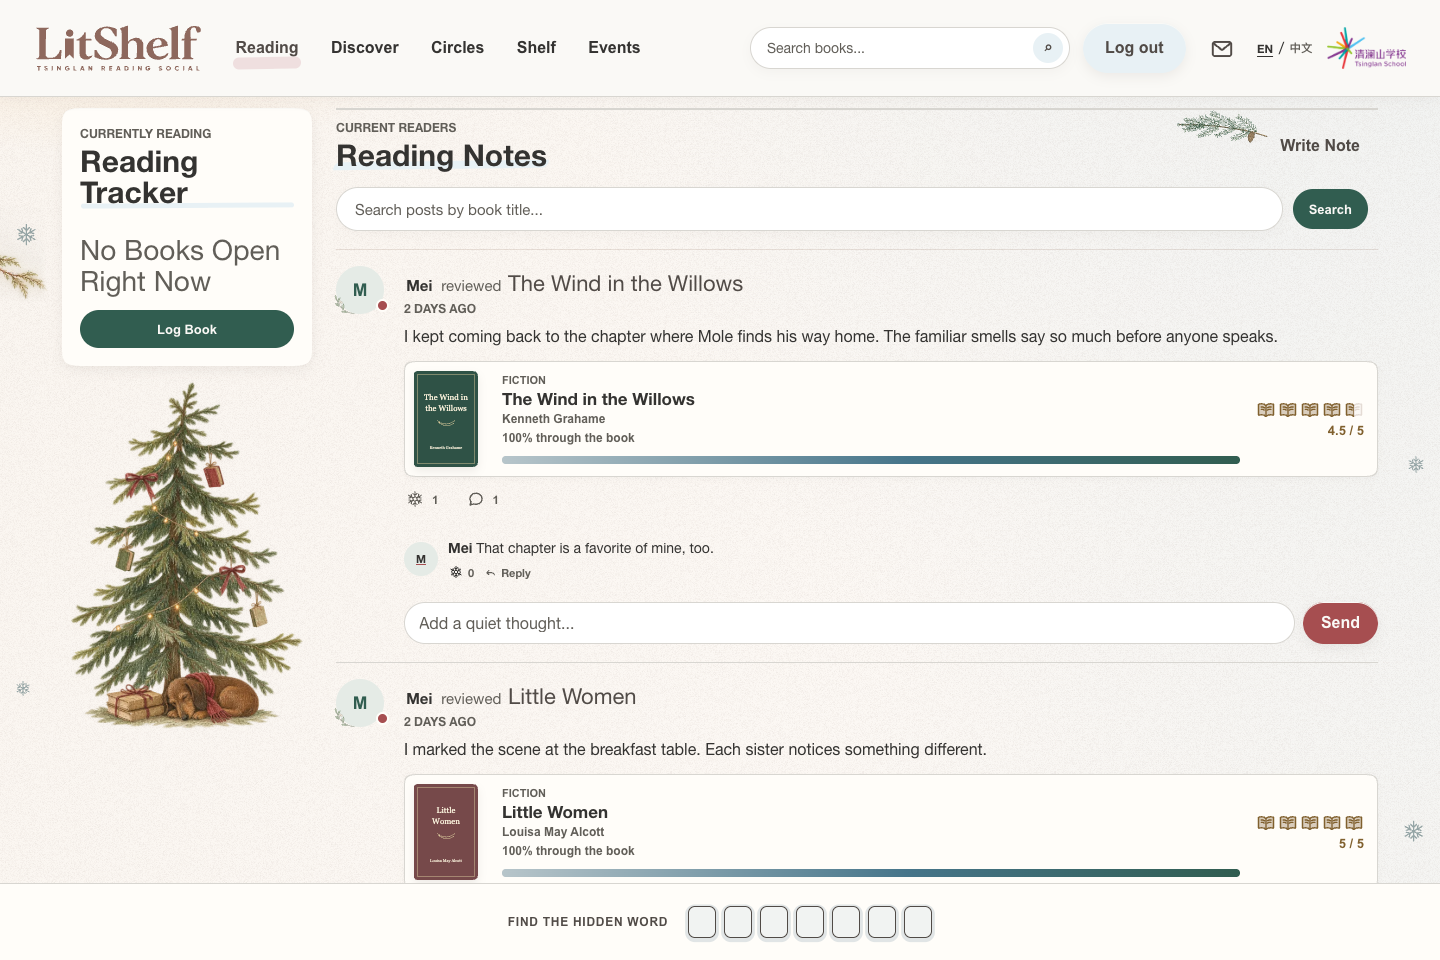 LitShelf
TSINGLAN READING SOCIAL
Reading
Discover
Circles
Shelf
Events
Search books...
Log out
EN / 中文
清澜山学校
Tsinglan School
CURRENTLY READING
Reading
Tracker
No Books Open
Right Now
Log Book
CURRENT READERS
Reading Notes
Write Note
Search posts by book title...
Search
M
Mei reviewed The Wind in the Willows
2 DAYS AGO
I kept coming back to the chapter where Mole finds his way home. The familiar smells say so much before anyone speaks.
The Wind in
the Willows
Kenneth Grahame
FICTION
The Wind in the Willows
Kenneth Grahame
100% through the book
4.5 / 5
1
1
M
Mei That chapter is a favorite of mine, too.
0 Reply
Add a quiet thought...
Send
M
Mei reviewed Little Women
2 DAYS AGO
I marked the scene at the breakfast table. Each sister notices something different.
Little
Women
Louisa May Alcott
FICTION
Little Women
Louisa May Alcott
100% through the book
5 / 5
FIND THE HIDDEN WORD